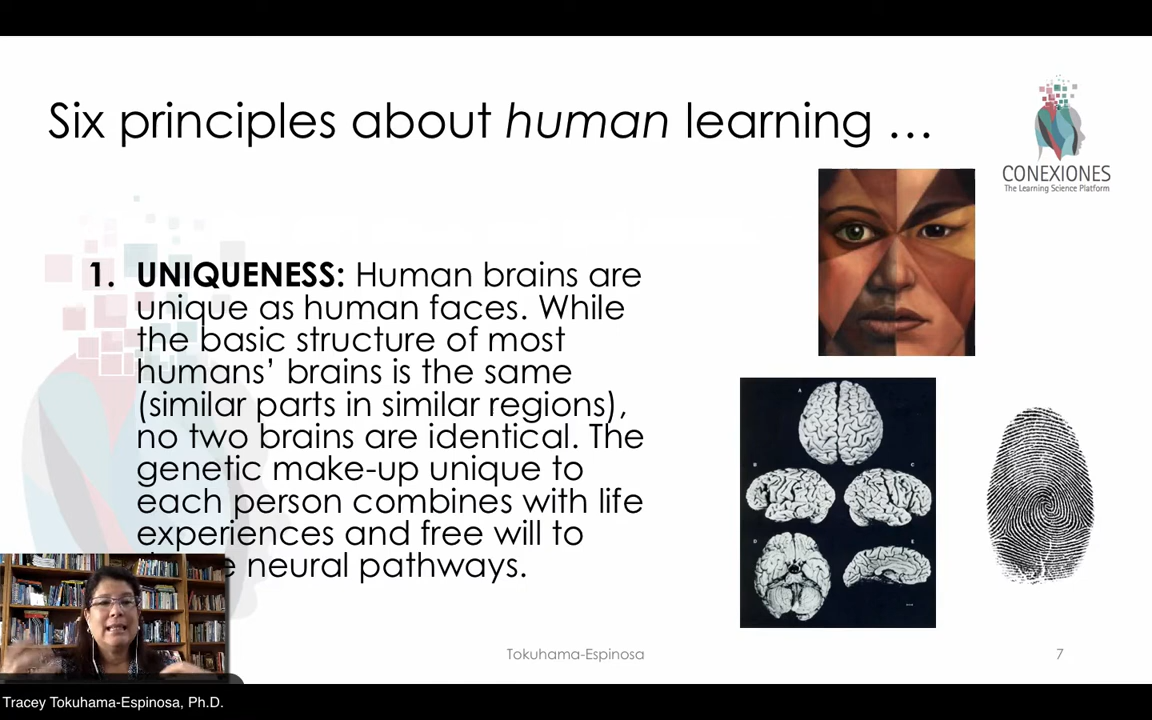 Six principles about human learning …
CONEXIONES
The Learning Science Platform
1. UNIQUENESS: Human brains are
unique as human faces. While
the basic structure of most
humans’ brains is the same
(similar parts in similar regions),
no two brains are identical. The
genetic make-up unique to
each person combines with life
experiences and free will to
neural pathways.
A
B
C
D
E
Tokuhama-Espinosa
7
Tracey Tokuhama-Espinosa, Ph.D.